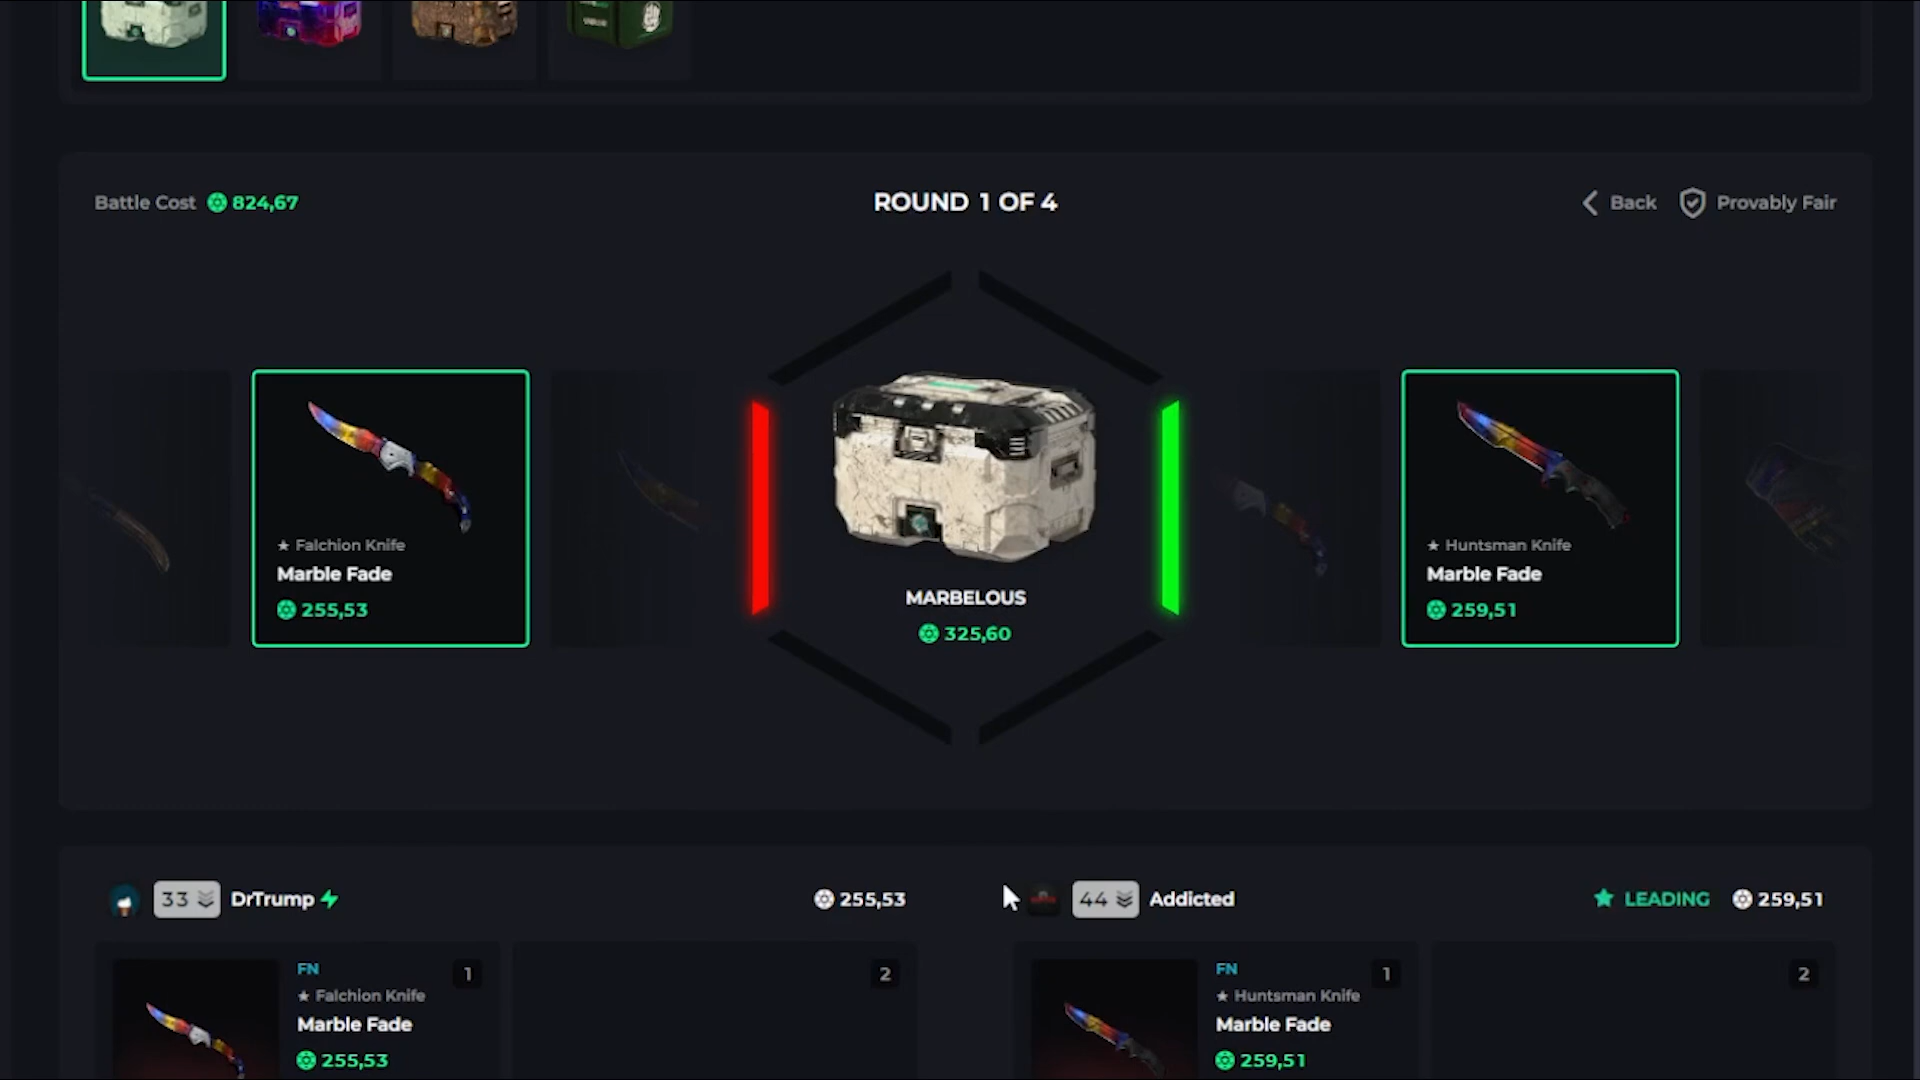 Battle Cost 824,67
ROUND 1 OF 4
Back
Provably Fair
★ Falchion Knife
Marble Fade
255,53
MARBELOUS
325,60
★ Huntsman Knife
Marble Fade
259,51
33 DrTrump
255,53
44 Addicted
LEADING 259,51
FN
1
★ Falchion Knife
Marble Fade
255,53
2
FN
1
★ Huntsman Knife
Marble Fade
259,51
2